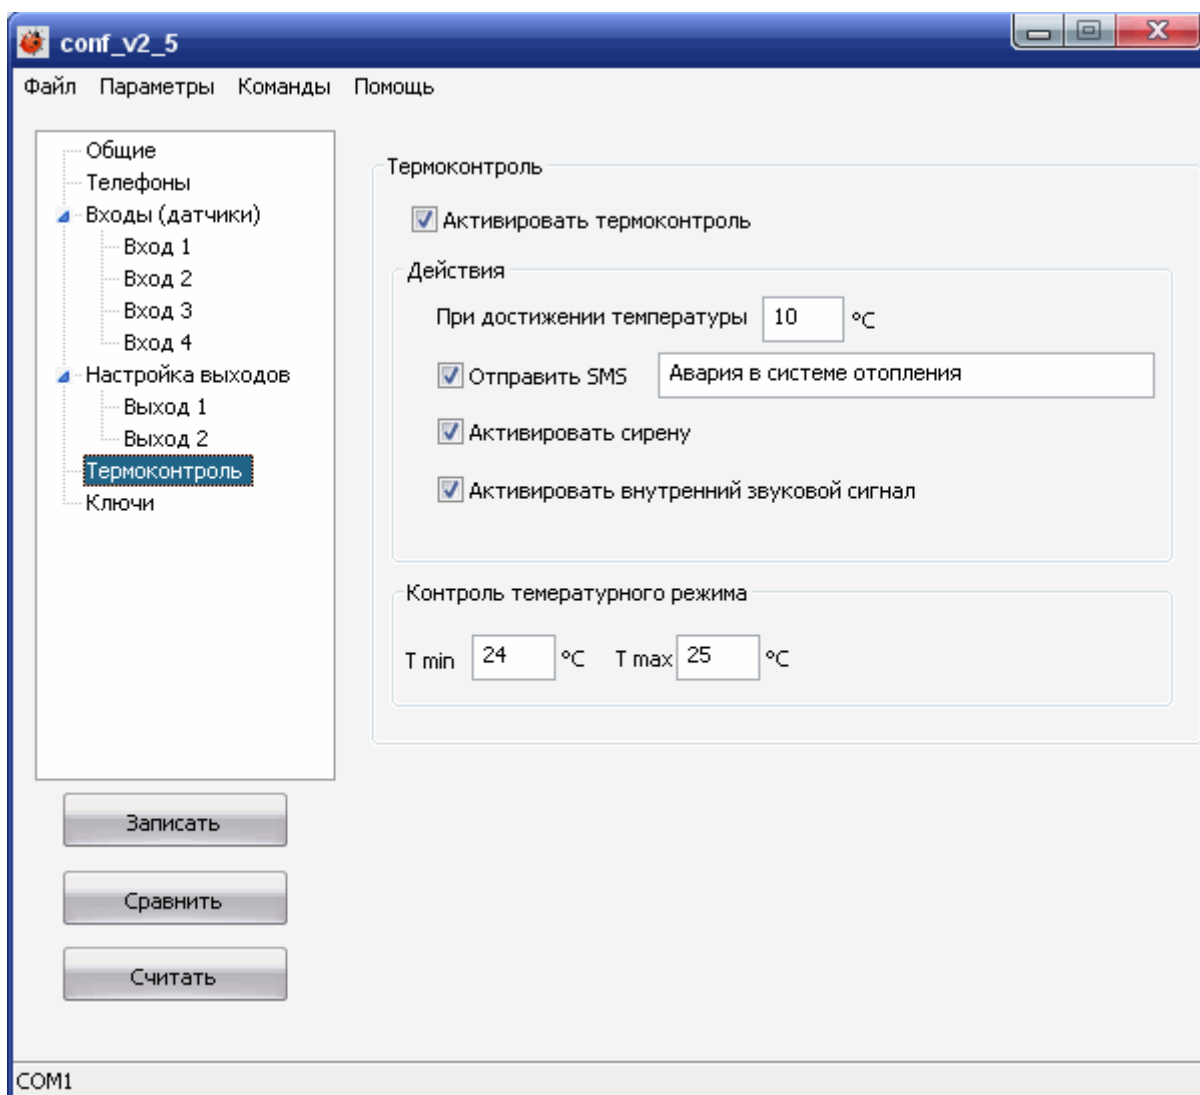 conf_v2_5
Файл Параметры Команды Помощь
Общие
Телефоны
Входы (датчики)
Вход 1
Вход 2
Вход 3
Вход 4
Настройка выходов
Выход 1
Выход 2
Термоконтроль
Ключи
Записать
Сравнить
Считать
Термоконтроль
Активировать термоконтроль
Действия
При достижении температуры 10 °C
Отправить SMS Авария в системе отопления
Активировать сирену
Активировать внутренний звуковой сигнал
Контроль темературного режима
T min 24 °C T max 25 °C
COM1